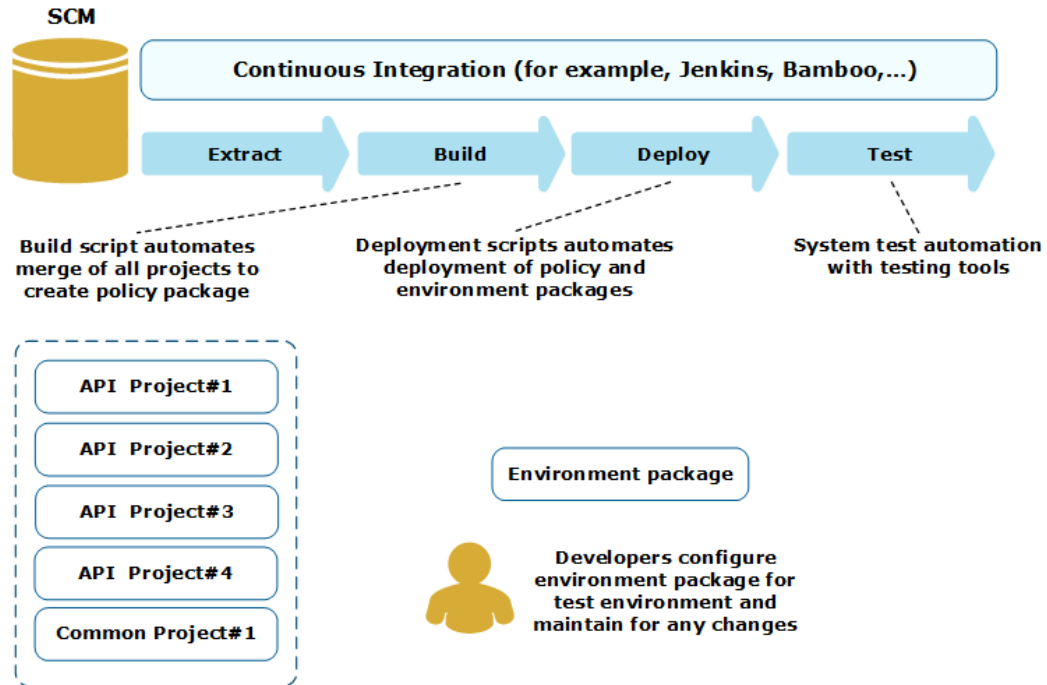 SCM
Continuous Integration (for example, Jenkins, Bamboo,...)
Extract
Build
Deploy
Test
Build script automates
merge of all projects to
create policy package
Deployment scripts automates
deployment of policy and
environment packages
System test automation
with testing tools
API Project#1
API Project#2
API Project#3
API Project#4
Common Project#1
Environment package
Developers configure
environment package for
test environment and
maintain for any changes